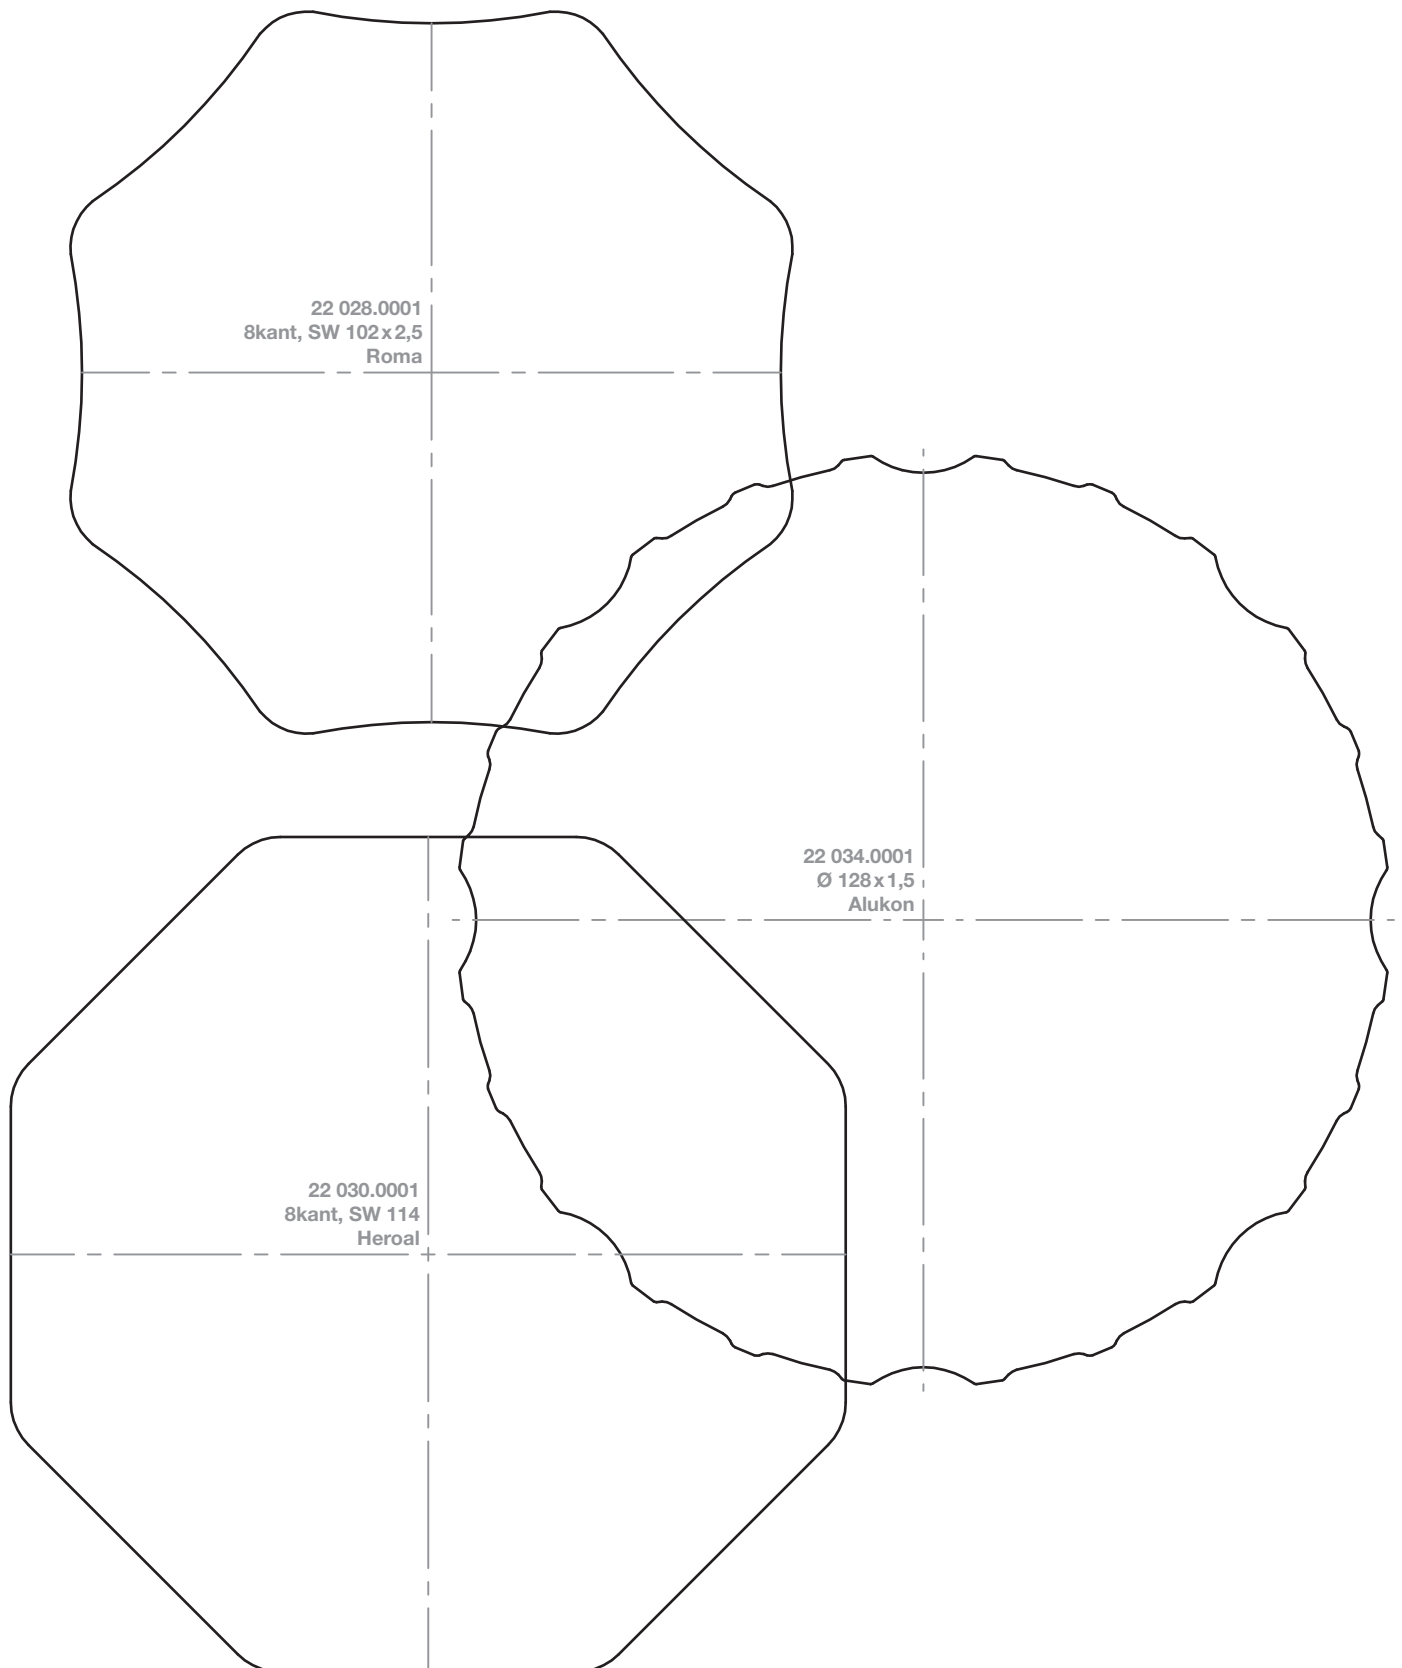 22 028.0001
8kant, SW 102 x 2,5
Roma
22 034.0001
Ø 128 x 1,5
Alukon
22 030.0001
8kant, SW 114
Heroal